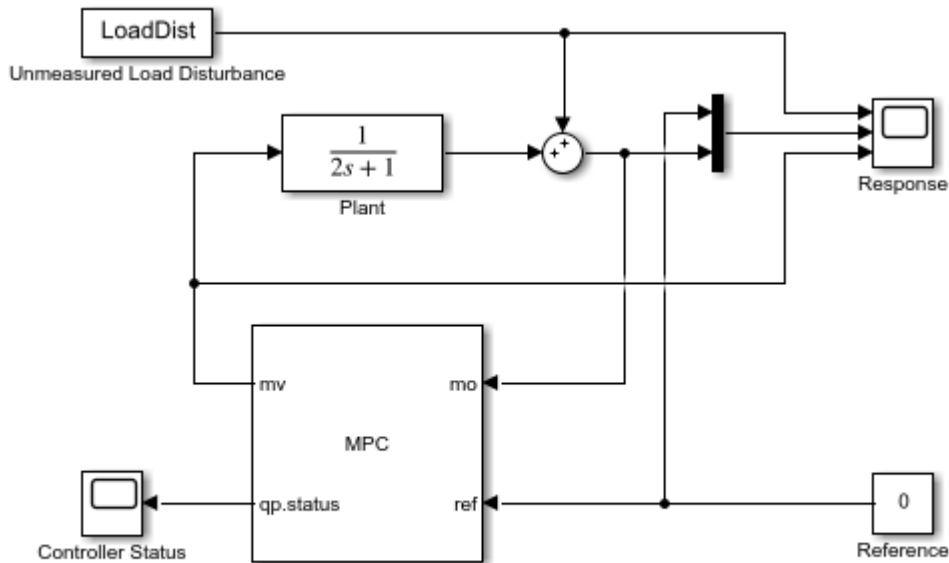 LoadDist
Unmeasured Load Disturbance
1
2s + 1
Plant
+ +
Response
mv
mo
MPC
qp.status
ref
Controller Status
0
Reference